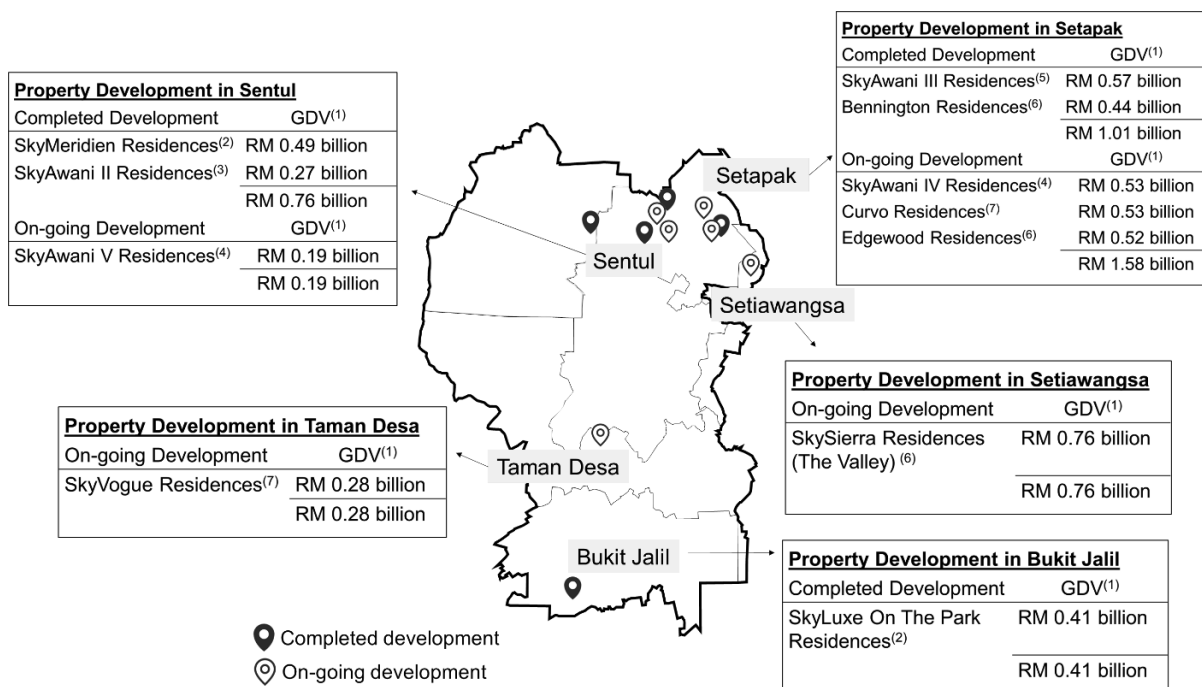 Property Development in Sentul
Completed Development GDV(1)
SkyMeridien Residences(2) RM 0.49 billion
SkyAwani II Residences(3) RM 0.27 billion
RM 0.76 billion
On-going Development GDV(1)
SkyAwani V Residences(4) RM 0.19 billion
RM 0.19 billion
Property Development in Setapak
Completed Development GDV(1)
SkyAwani III Residences(5) RM 0.57 billion
Bennington Residences(6) RM 0.44 billion
RM 1.01 billion
On-going Development GDV(1)
SkyAwani IV Residences(4) RM 0.53 billion
Curvo Residences(7) RM 0.53 billion
Edgewood Residences(6) RM 0.52 billion
RM 1.58 billion
Setapak
Sentul
Setiawangsa
Property Development in Setiawangsa
On-going Development GDV(1)
SkySierra Residences RM 0.76 billion
(The Valley) (6)
RM 0.76 billion
Property Development in Taman Desa
On-going Development GDV(1)
SkyVogue Residences(7) RM 0.28 billion
RM 0.28 billion
Taman Desa
Bukit Jalil
Property Development in Bukit Jalil
Completed Development GDV(1)
SkyLuxe On The Park RM 0.41 billion
Residences(2)
RM 0.41 billion
Completed development
On-going development